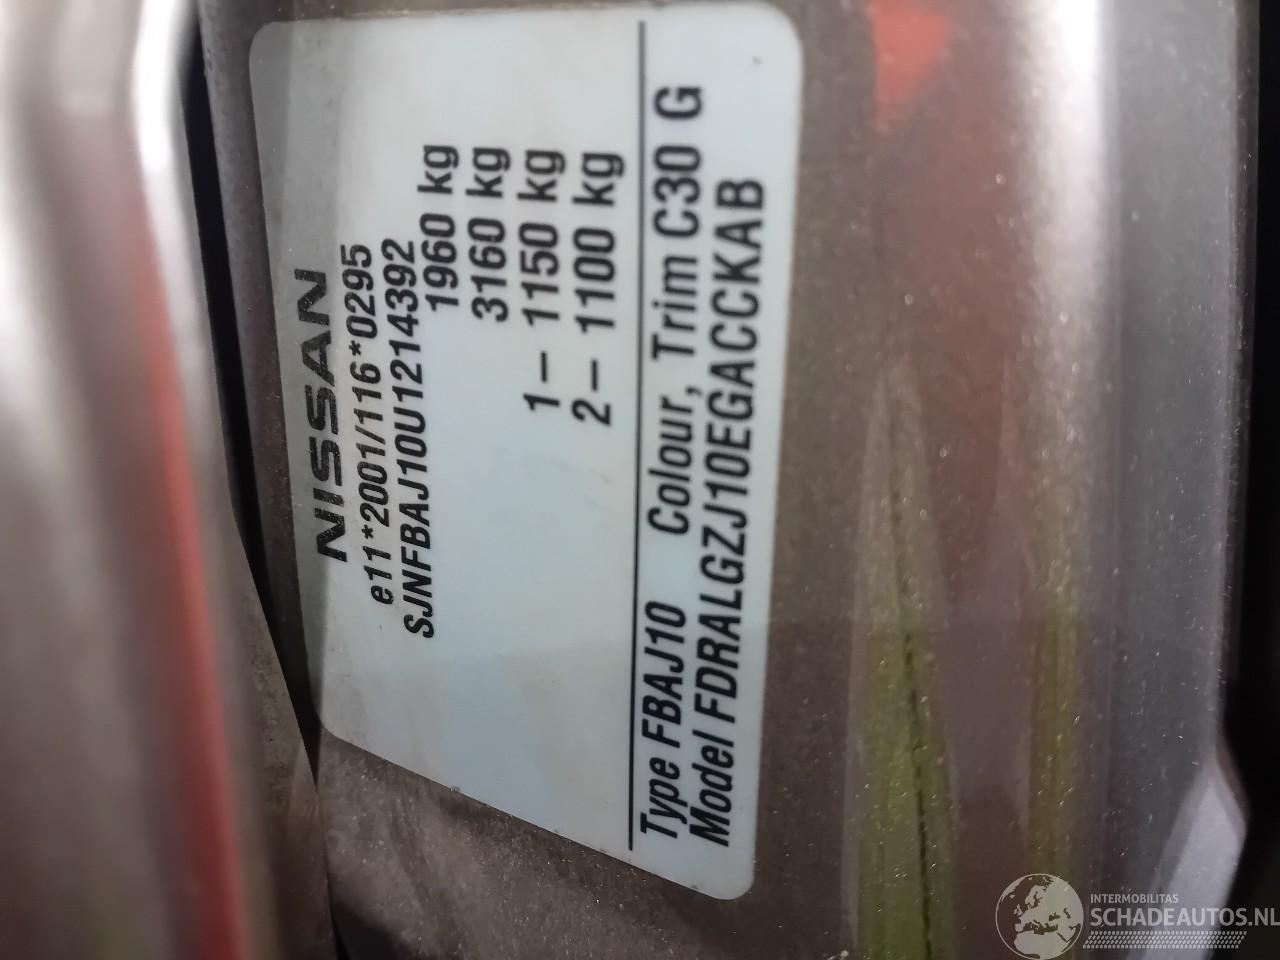 NISSAN
e11*2001/116*0295
SJNFBAJ10U1214392
1960 kg
3160 kg
1– 1150 kg
2– 1100 kg
Type FBAJ10 Colour, Trim C30 G
Model FDRALGZJ10EGACCKAB
INTERMOBILITAS
SCHADEAUTOS.NL